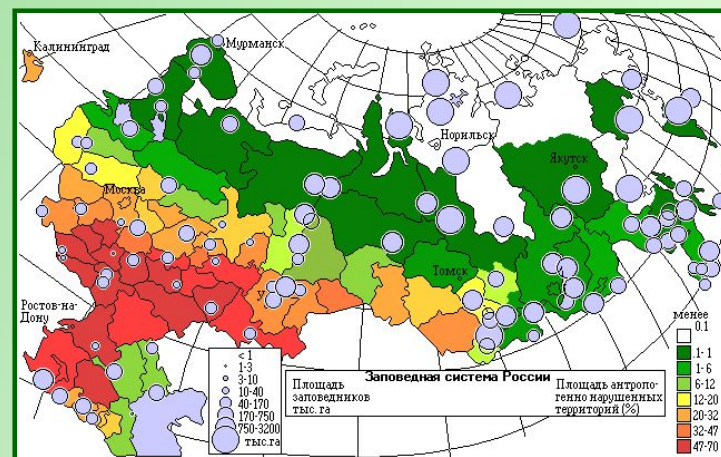 Калининград
Мурманск
Норильск
Якутск
Москва
Томск
Ростов-на-
Дону
У
менее
0.1
.1- 1
1- 6
6-12
12-20
20-32
32-47
47-70
< 1
1-3
3-10
10-40
40-170
170-750
750-3200
тыс.га
Заповедная система России
Площадь
заповедников
тыс. га
Площадь антропо-
генно нарушенных
территорий (%)